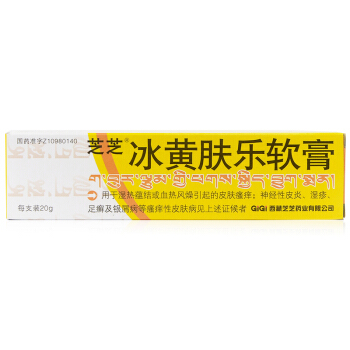 国药准字Z10980140
芝芝®冰黄肤乐软膏
用于湿热蕴结或血热风燥引起的皮肤瘙痒；神经性皮炎、湿疹、
足癣及银屑病等瘙痒性皮肤病见上述证候者
每支装20g
GiGi 西藏芝芝药业有限公司